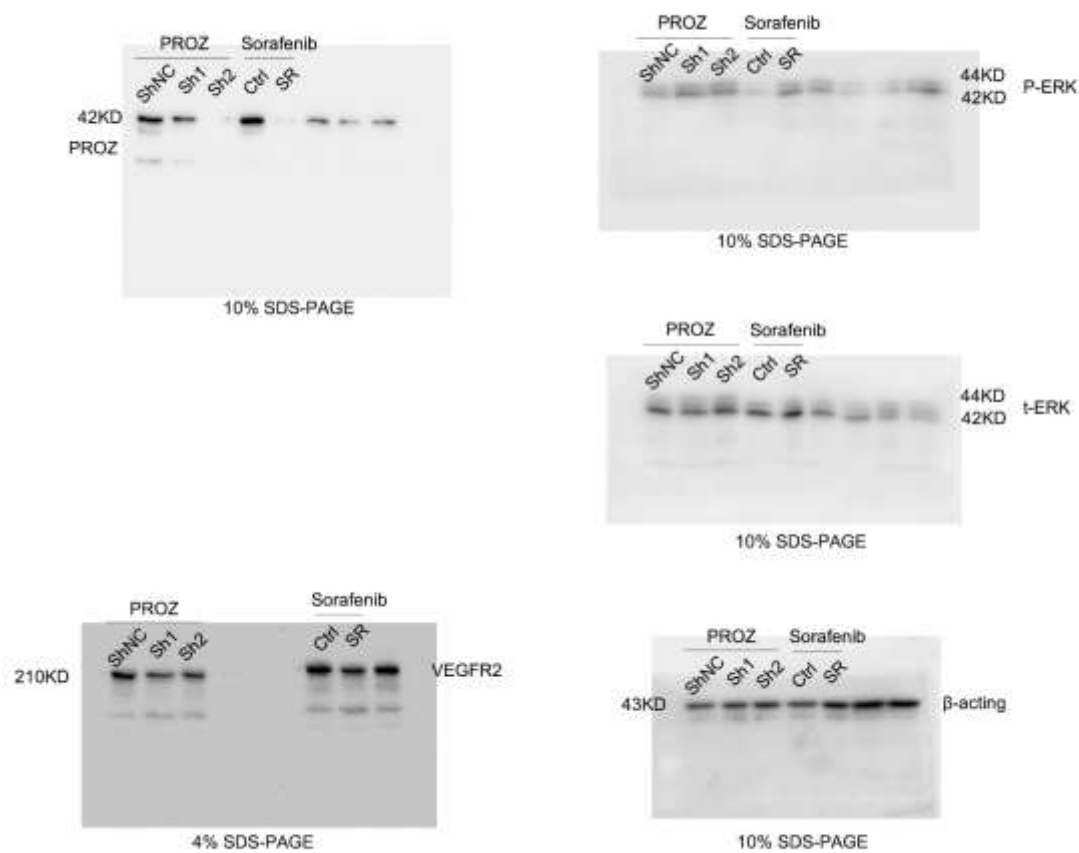 PROZ Sorafenib
ShNC Sh1 Sh2 Ctrl SR
42KD
PROZ
10% SDS-PAGE
PROZ Sorafenib
ShNC Sh1 Sh2 Ctrl SR
44KD
42KD
P-ERK
10% SDS-PAGE
PROZ Sorafenib
ShNC Sh1 Sh2 Ctrl SR
44KD
42KD
t-ERK
10% SDS-PAGE
PROZ Sorafenib
ShNC Sh1 Sh2 Ctrl SR
210KD VEGFR2
4% SDS-PAGE
PROZ Sorafenib
ShNC Sh1 Sh2 Ctrl SR
43KD β-acting
10% SDS-PAGE